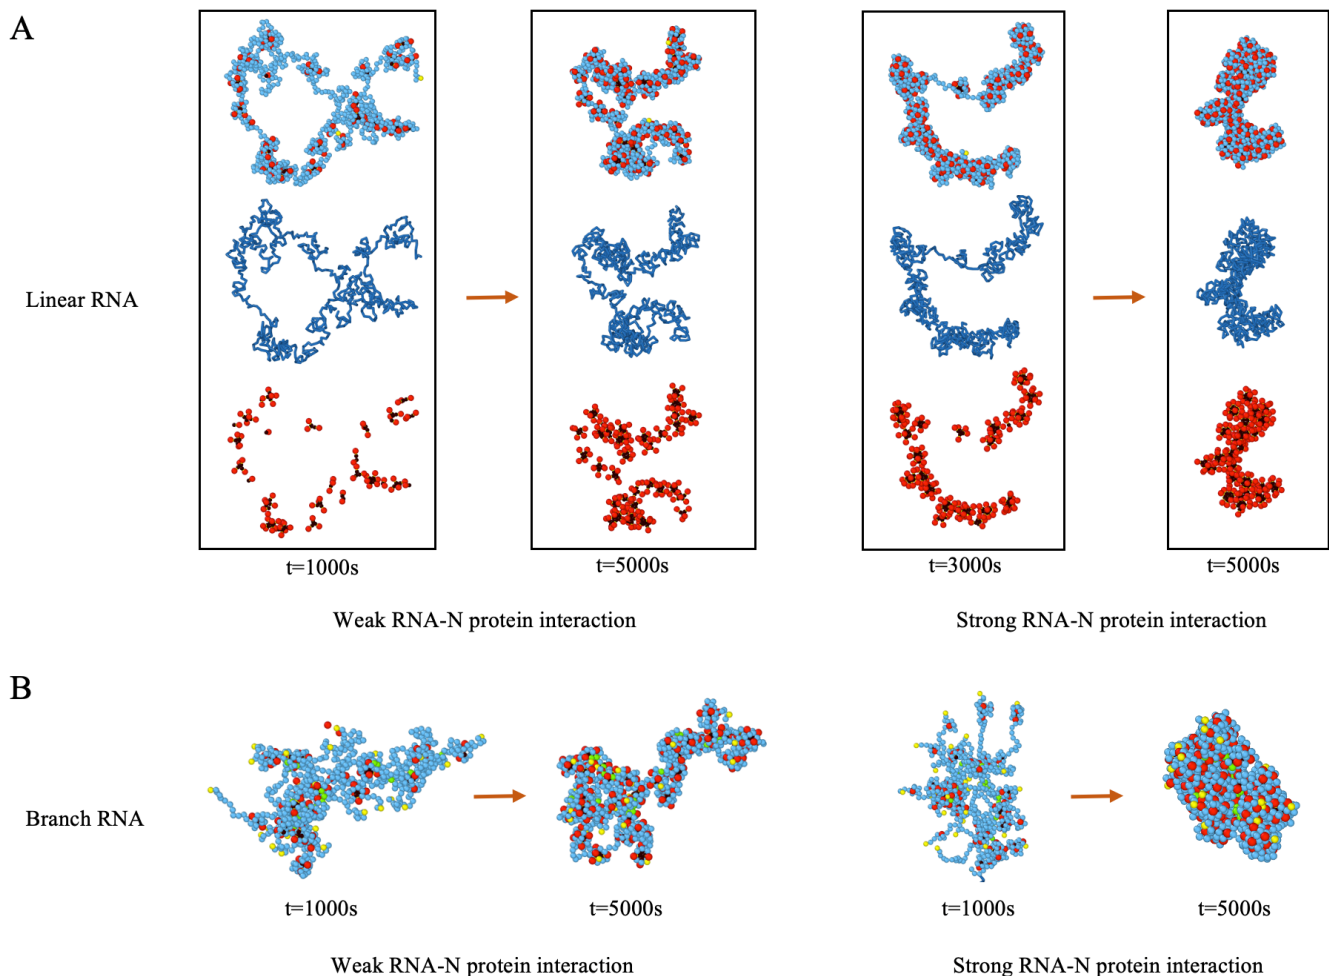 A
Linear RNA
t=1000s
t=5000s
t=3000s
t=5000s
Weak RNA-N protein interaction
Strong RNA-N protein interaction
B
Branch RNA
t=1000s
t=5000s
t=1000s
t=5000s
Weak RNA-N protein interaction
Strong RNA-N protein interaction